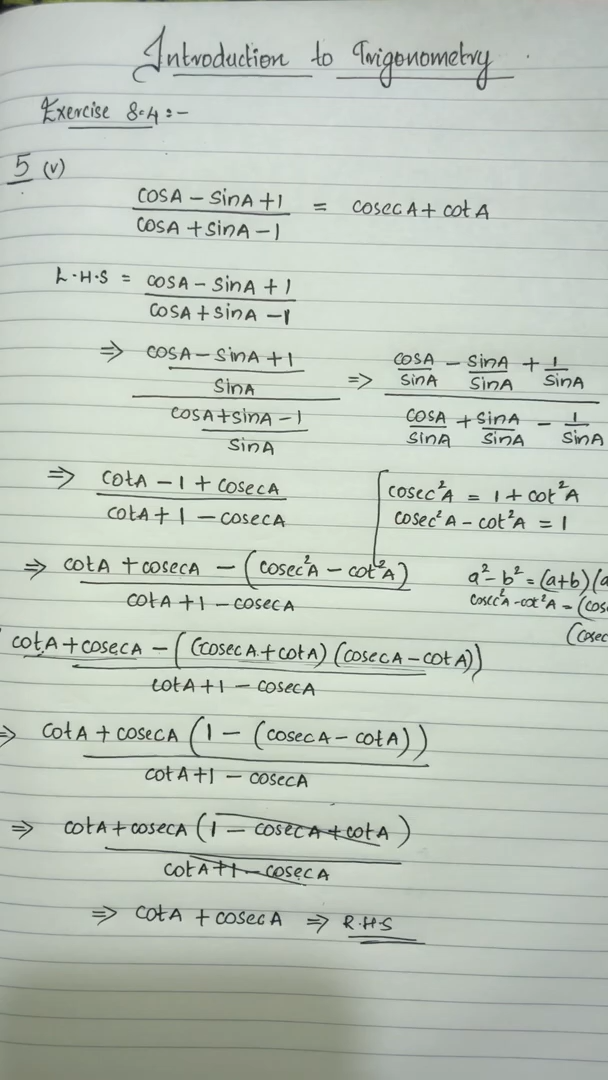 Introduction to Trigonometry
Exercise 8.4 :-
5 (v)
cosA - sinA + 1 / cosA + sinA - 1 = cosecA + cotA
L.H.S = cosA - sinA + 1 / cosA + sinA - 1
⇒ (cosA - sinA + 1 / sinA) / (cosA + sinA - 1 / sinA) ⇒ (cosA/sinA - sinA/sinA + 1/sinA) / (cosA/sinA + sinA/sinA - 1/sinA)
⇒ cotA - 1 + cosecA / cotA + 1 - cosecA
cosec²A = 1 + cot²A
cosec²A - cot²A = 1
⇒ cotA + cosecA - (cosec²A - cot²A) / cotA + 1 - cosecA
a² - b² = (a+b)(a
cosec²A - cot²A = (cos
(cosec
cotA + cosecA - ((cosecA + cotA)(cosecA - cotA)) / cotA + 1 - cosecA
⇒ cotA + cosecA (1 - (cosecA - cotA)) / cotA + 1 - cosecA
⇒ cotA + cosecA (1 - cosecA + cotA) / cotA + 1 - cosecA
⇒ cotA + cosecA ⇒ R.H.S